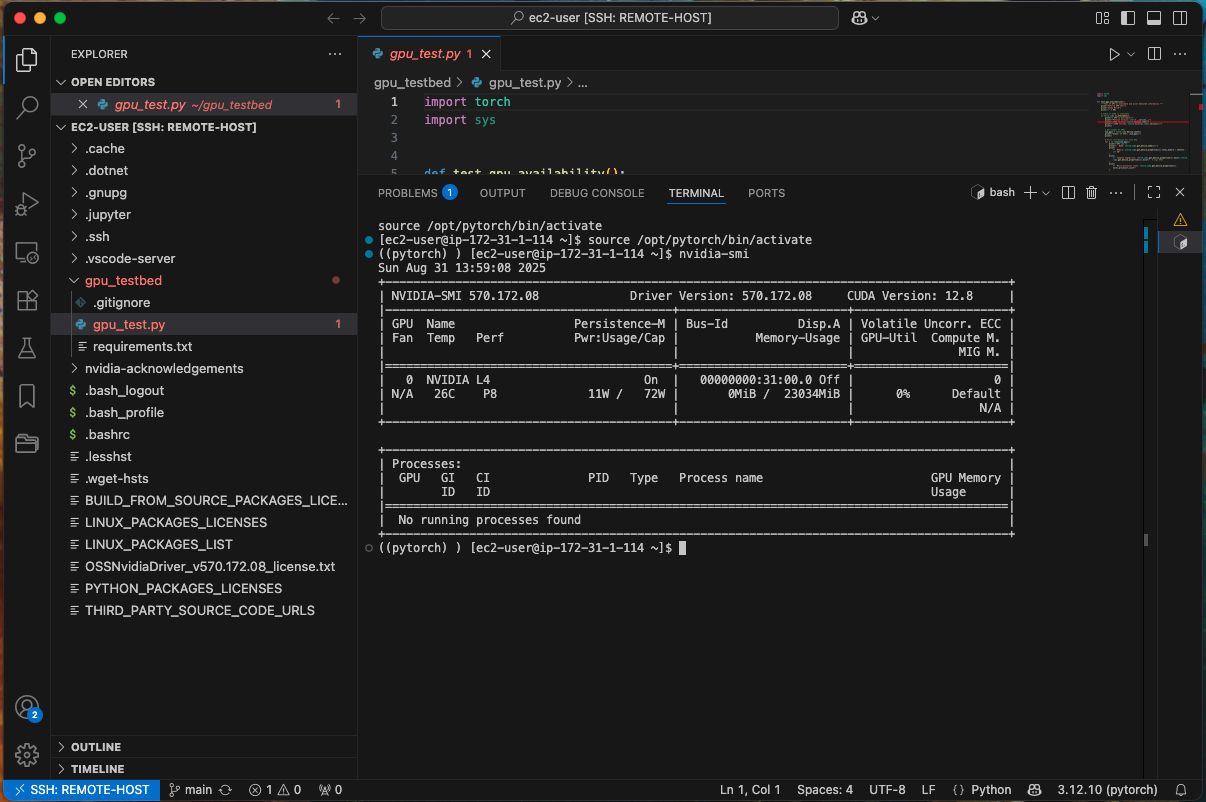 ec2-user [SSH: REMOTE-HOST]
EXPLORER
OPEN EDITORS
gpu_test.py ~/gpu_testbed 1
EC2-USER [SSH: REMOTE-HOST]
.cache
.dotnet
.gnupg
.jupyter
.ssh
.vscode-server
gpu_testbed
.gitignore
gpu_test.py 1
requirements.txt
nvidia-acknowledgements
$ .bash_logout
$ .bash_profile
$ .bashrc
.lesshst
.wget-hsts
BUILD_FROM_SOURCE_PACKAGES_LICE...
LINUX_PACKAGES_LICENSES
LINUX_PACKAGES_LIST
OSSNvidiaDriver_v570.172.08_license.txt
PYTHON_PACKAGES_LICENSES
THIRD_PARTY_SOURCE_CODE_URLS
OUTLINE
TIMELINE
2
gpu_test.py 1
gpu_testbed > gpu_test.py > ...
1 import torch
2 import sys
3
4
5 def test_gpu_availability():
PROBLEMS 1 OUTPUT DEBUG CONSOLE TERMINAL PORTS
bash
source /opt/pytorch/bin/activate
[ec2-user@ip-172-31-1-114 ~]$ source /opt/pytorch/bin/activate
((pytorch) ) [ec2-user@ip-172-31-1-114 ~]$ nvidia-smi
Sun Aug 31 13:59:08 2025
NVIDIA-SMI 570.172.08 Driver Version: 570.172.08 CUDA Version: 12.8
GPU Name Persistence-M | Bus-Id Disp.A | Volatile Uncorr. ECC
Fan Temp Perf Pwr:Usage/Cap | Memory-Usage | GPU-Util Compute M.
MIG M.
0 NVIDIA L4 On | 00000000:31:00.0 Off | 0
N/A 26C P8 11W / 72W | 0MiB / 23034MiB | 0% Default
N/A
Processes:
GPU GI CI PID Type Process name GPU Memory
ID ID Usage
No running processes found
((pytorch) ) [ec2-user@ip-172-31-1-114 ~]$
SSH: REMOTE-HOST main 1 0 0 Ln 1, Col 1 Spaces: 4 UTF-8 LF {} Python 3.12.10 (pytorch)